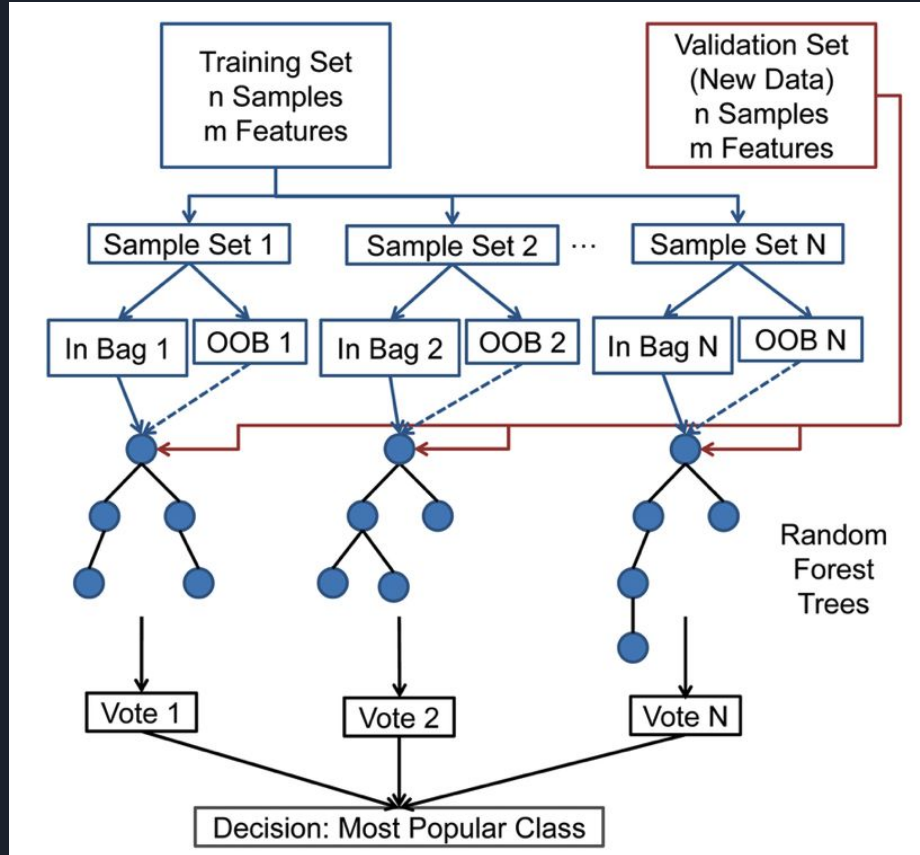 Training Set
n Samples
m Features
Validation Set
(New Data)
n Samples
m Features
Sample Set 1
Sample Set 2
...
Sample Set N
In Bag 1
OOB 1
In Bag 2
OOB 2
In Bag N
OOB N
Random
Forest
Trees
Vote 1
Vote 2
Vote N
Decision: Most Popular Class